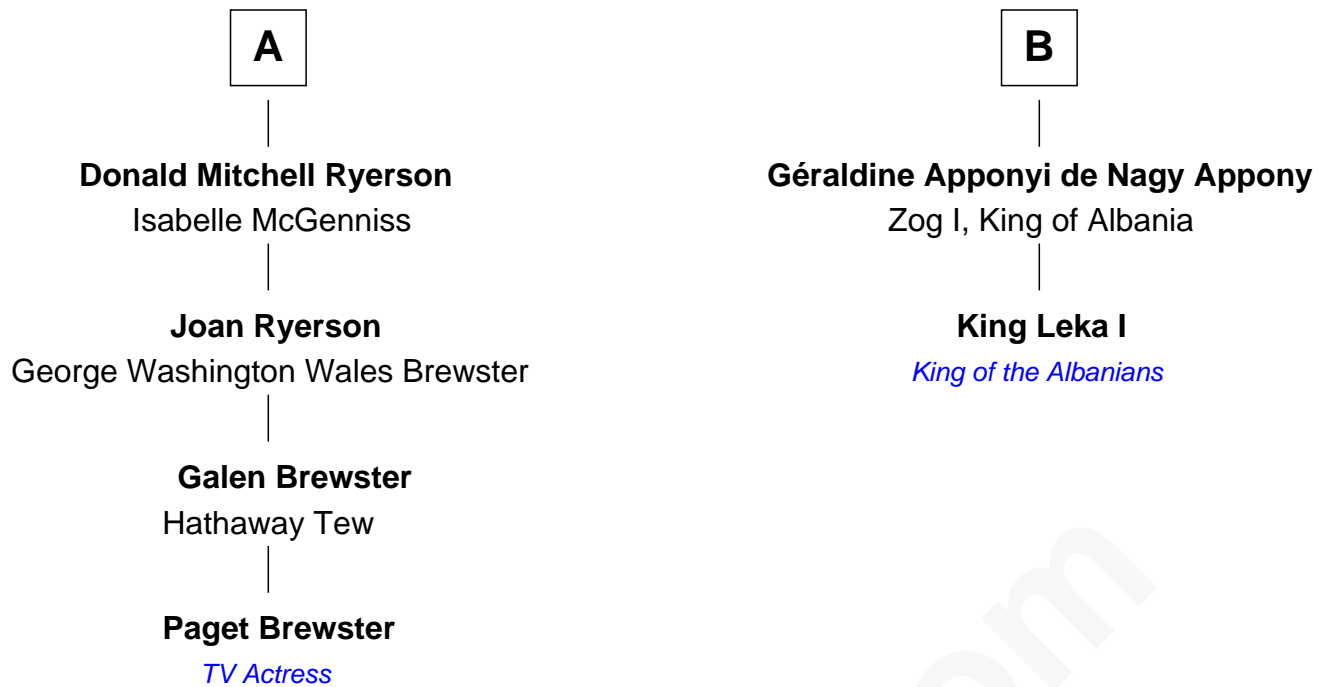 A
Donald Mitchell Ryerson
Isabelle McGenniss
Joan Ryerson
George Washington Wales Brewster
Galen Brewster
Hathaway Tew
Paget Brewster
TV Actress
B
Géraldine Apponyi de Nagy Appony
Zog I, King of Albania
King Leka I
King of the Albanians
om